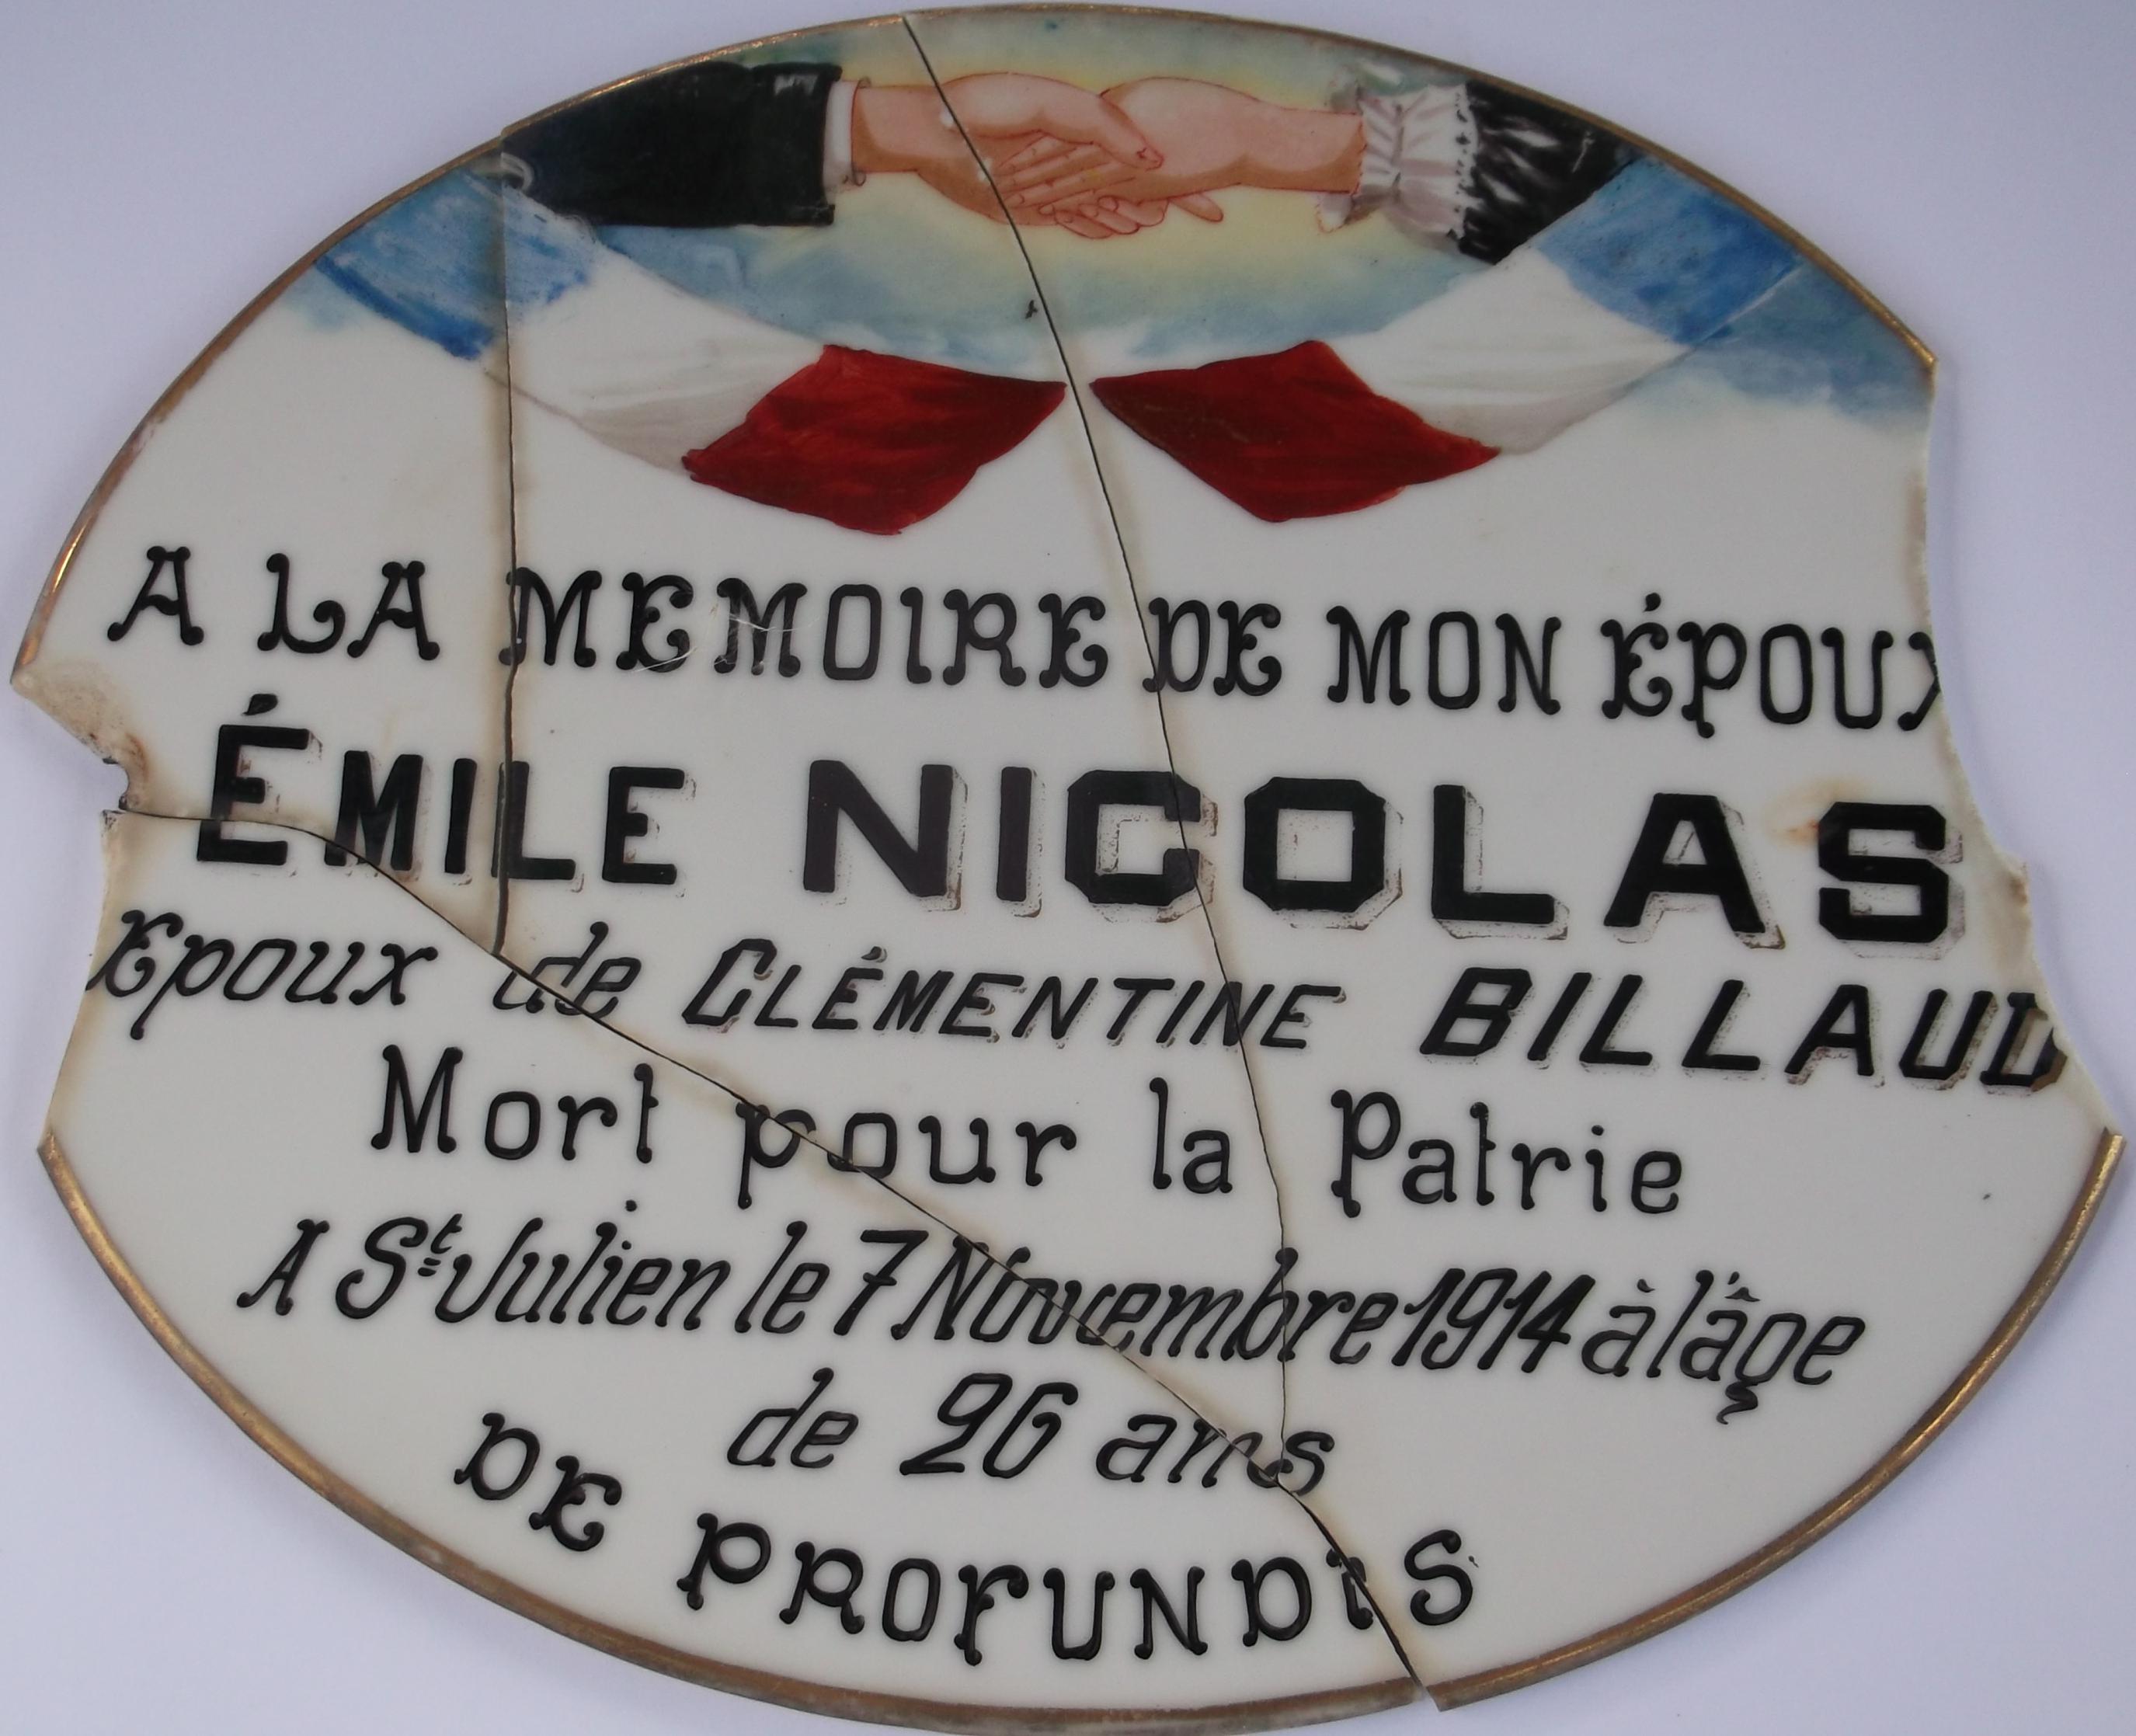 A LA MEMOIRE DE MON ÉPOUX
ÉMILE NICOLAS
Epoux de CLÉMENTINE BILLAUD
Mort pour la Patrie
A St Julien le 7 Novembre 1914 à l'âge
de 26 ans
DE PROFUNDIS